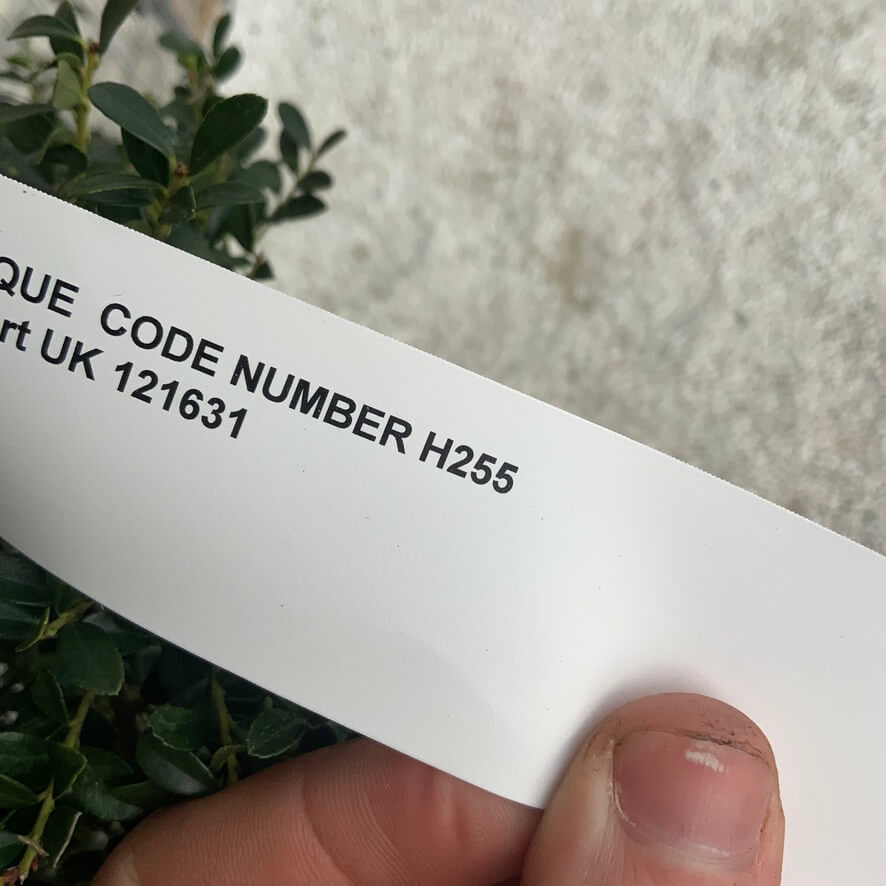 QUE CODE NUMBER H255
rt UK 121631